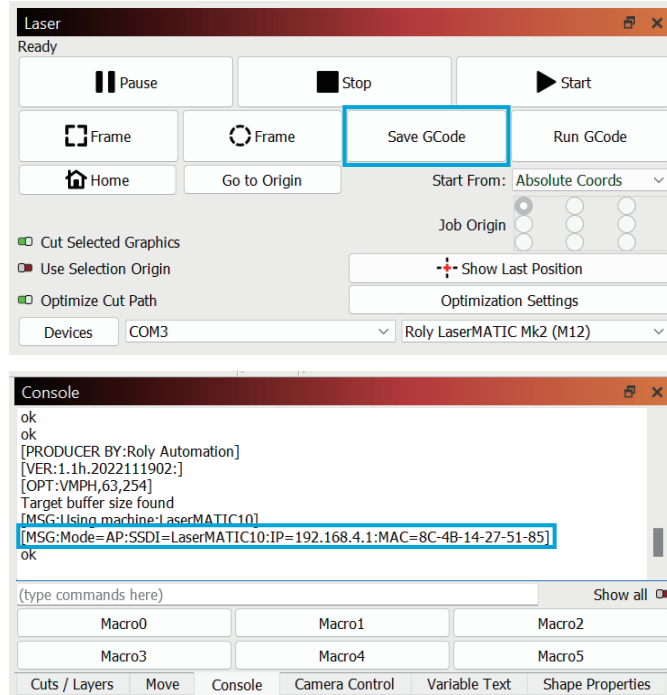 Laser
Ready
Pause Stop Start
Frame Frame Save GCode Run GCode
Home Go to Origin Start From: Absolute Coords
Job Origin
Cut Selected Graphics
Use Selection Origin Show Last Position
Optimize Cut Path Optimization Settings
Devices COM3 Roly LaserMATIC Mk2 (M12)
Console
ok
ok
[PRODUCER BY:Roly Automation]
[VER:1.1h.2022111902:]
[OPT:VMPH,63,254]
Target buffer size found
[MSG:Using machine:LaserMATIC10]
[MSG:Mode=AP:SSDI=LaserMATIC10:IP=192.168.4.1:MAC=8C-4B-14-27-51-85]
ok
(type commands here) Show all
Macro0 Macro1 Macro2
Macro3 Macro4 Macro5
Cuts / Layers Move Console Camera Control Variable Text Shape Properties